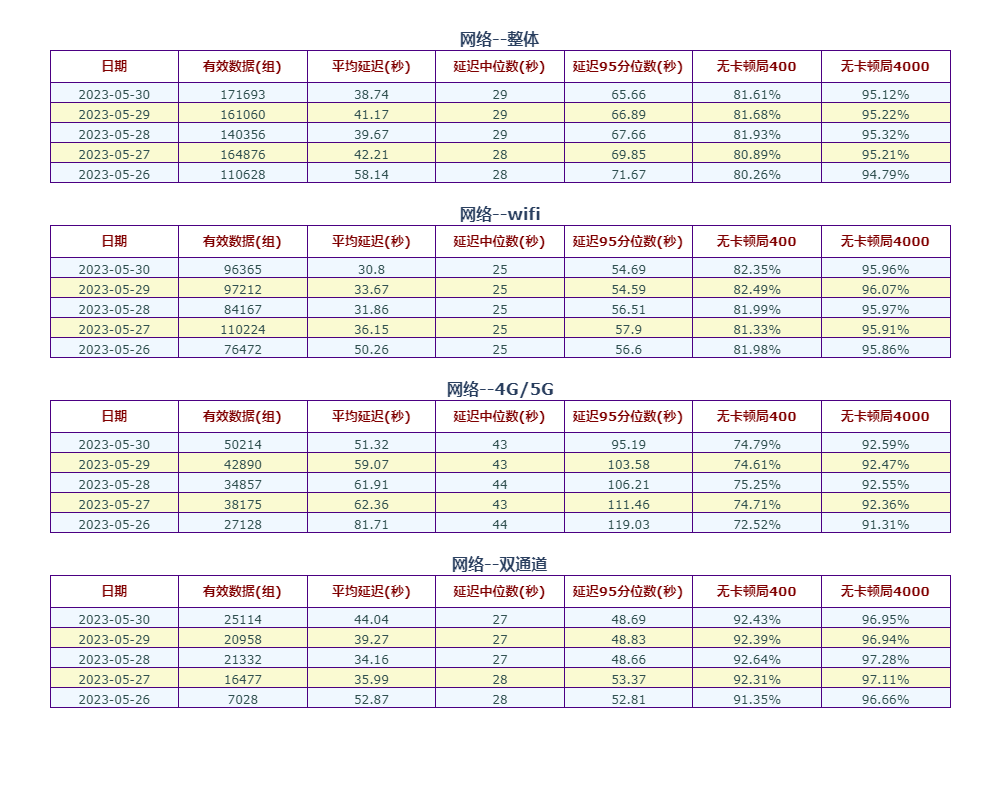 网络--整体
日期 有效数据(组) 平均延迟(秒) 延迟中位数(秒) 延迟95分位数(秒) 无卡顿局400 无卡顿局4000
2023-05-30 171693 38.74 29 65.66 81.61% 95.12%
2023-05-29 161060 41.17 29 66.89 81.68% 95.22%
2023-05-28 140356 39.67 29 67.66 81.93% 95.32%
2023-05-27 164876 42.21 28 69.85 80.89% 95.21%
2023-05-26 110628 58.14 28 71.67 80.26% 94.79%
网络--wifi
日期 有效数据(组) 平均延迟(秒) 延迟中位数(秒) 延迟95分位数(秒) 无卡顿局400 无卡顿局4000
2023-05-30 96365 30.8 25 54.69 82.35% 95.96%
2023-05-29 97212 33.67 25 54.59 82.49% 96.07%
2023-05-28 84167 31.86 25 56.51 81.99% 95.97%
2023-05-27 110224 36.15 25 57.9 81.33% 95.91%
2023-05-26 76472 50.26 25 56.6 81.98% 95.86%
网络--4G/5G
日期 有效数据(组) 平均延迟(秒) 延迟中位数(秒) 延迟95分位数(秒) 无卡顿局400 无卡顿局4000
2023-05-30 50214 51.32 43 95.19 74.79% 92.59%
2023-05-29 42890 59.07 43 103.58 74.61% 92.47%
2023-05-28 34857 61.91 44 106.21 75.25% 92.55%
2023-05-27 38175 62.36 43 111.46 74.71% 92.36%
2023-05-26 27128 81.71 44 119.03 72.52% 91.31%
网络--双通道
日期 有效数据(组) 平均延迟(秒) 延迟中位数(秒) 延迟95分位数(秒) 无卡顿局400 无卡顿局4000
2023-05-30 25114 44.04 27 48.69 92.43% 96.95%
2023-05-29 20958 39.27 27 48.83 92.39% 96.94%
2023-05-28 21332 34.16 27 48.66 92.64% 97.28%
2023-05-27 16477 35.99 28 53.37 92.31% 97.11%
2023-05-26 7028 52.87 28 52.81 91.35% 96.66%